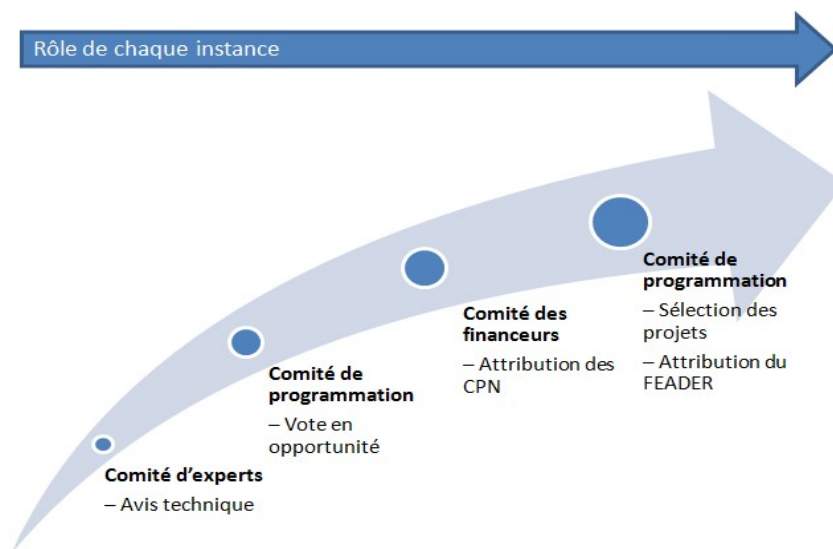 Rôle de chaque instance
Comité d’experts
– Avis technique
Comité de
programmation
– Vote en
opportunité
Comité des
financeurs
– Attribution des
CPN
Comité de
programmation
– Sélection des
projets
– Attribution du
FEADER